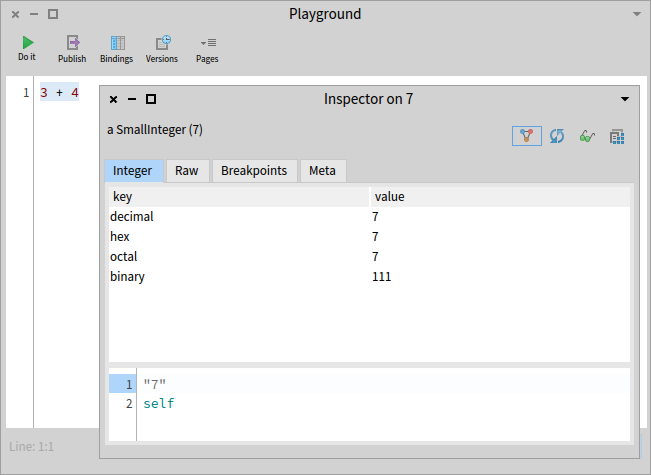 Playground
Do it Publish Bindings Versions Pages
1 3 + 4
Inspector on 7
a SmallInteger (7)
Integer Raw Breakpoints Meta
key value
decimal 7
hex 7
octal 7
binary 111
1 "7"
2 self
Line: 1:1